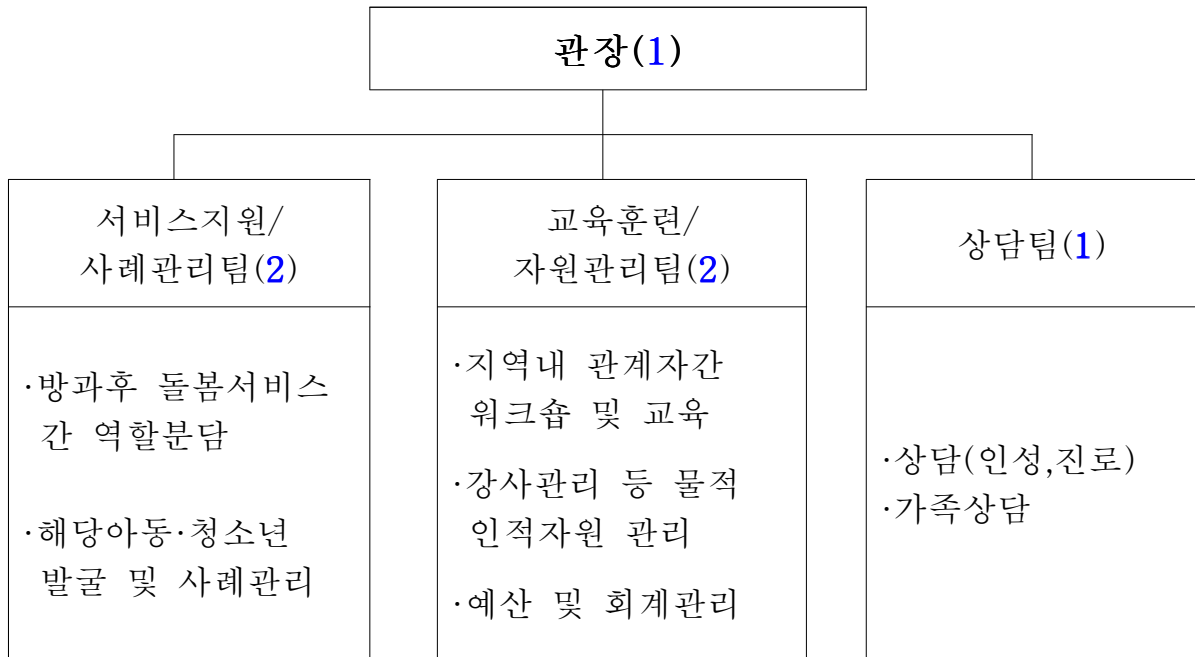 관장(1)
서비스지원/
사례관리팀(2)
·방과후 돌봄서비스
간 역할분담
·해당아동·청소년
발굴 및 사례관리
교육훈련/
자원관리팀(2)
·지역내 관계자간
워크숍 및 교육
·강사관리 등 물적
인적자원 관리
·예산 및 회계관리
상담팀(1)
·상담(인성,진로)
·가족상담